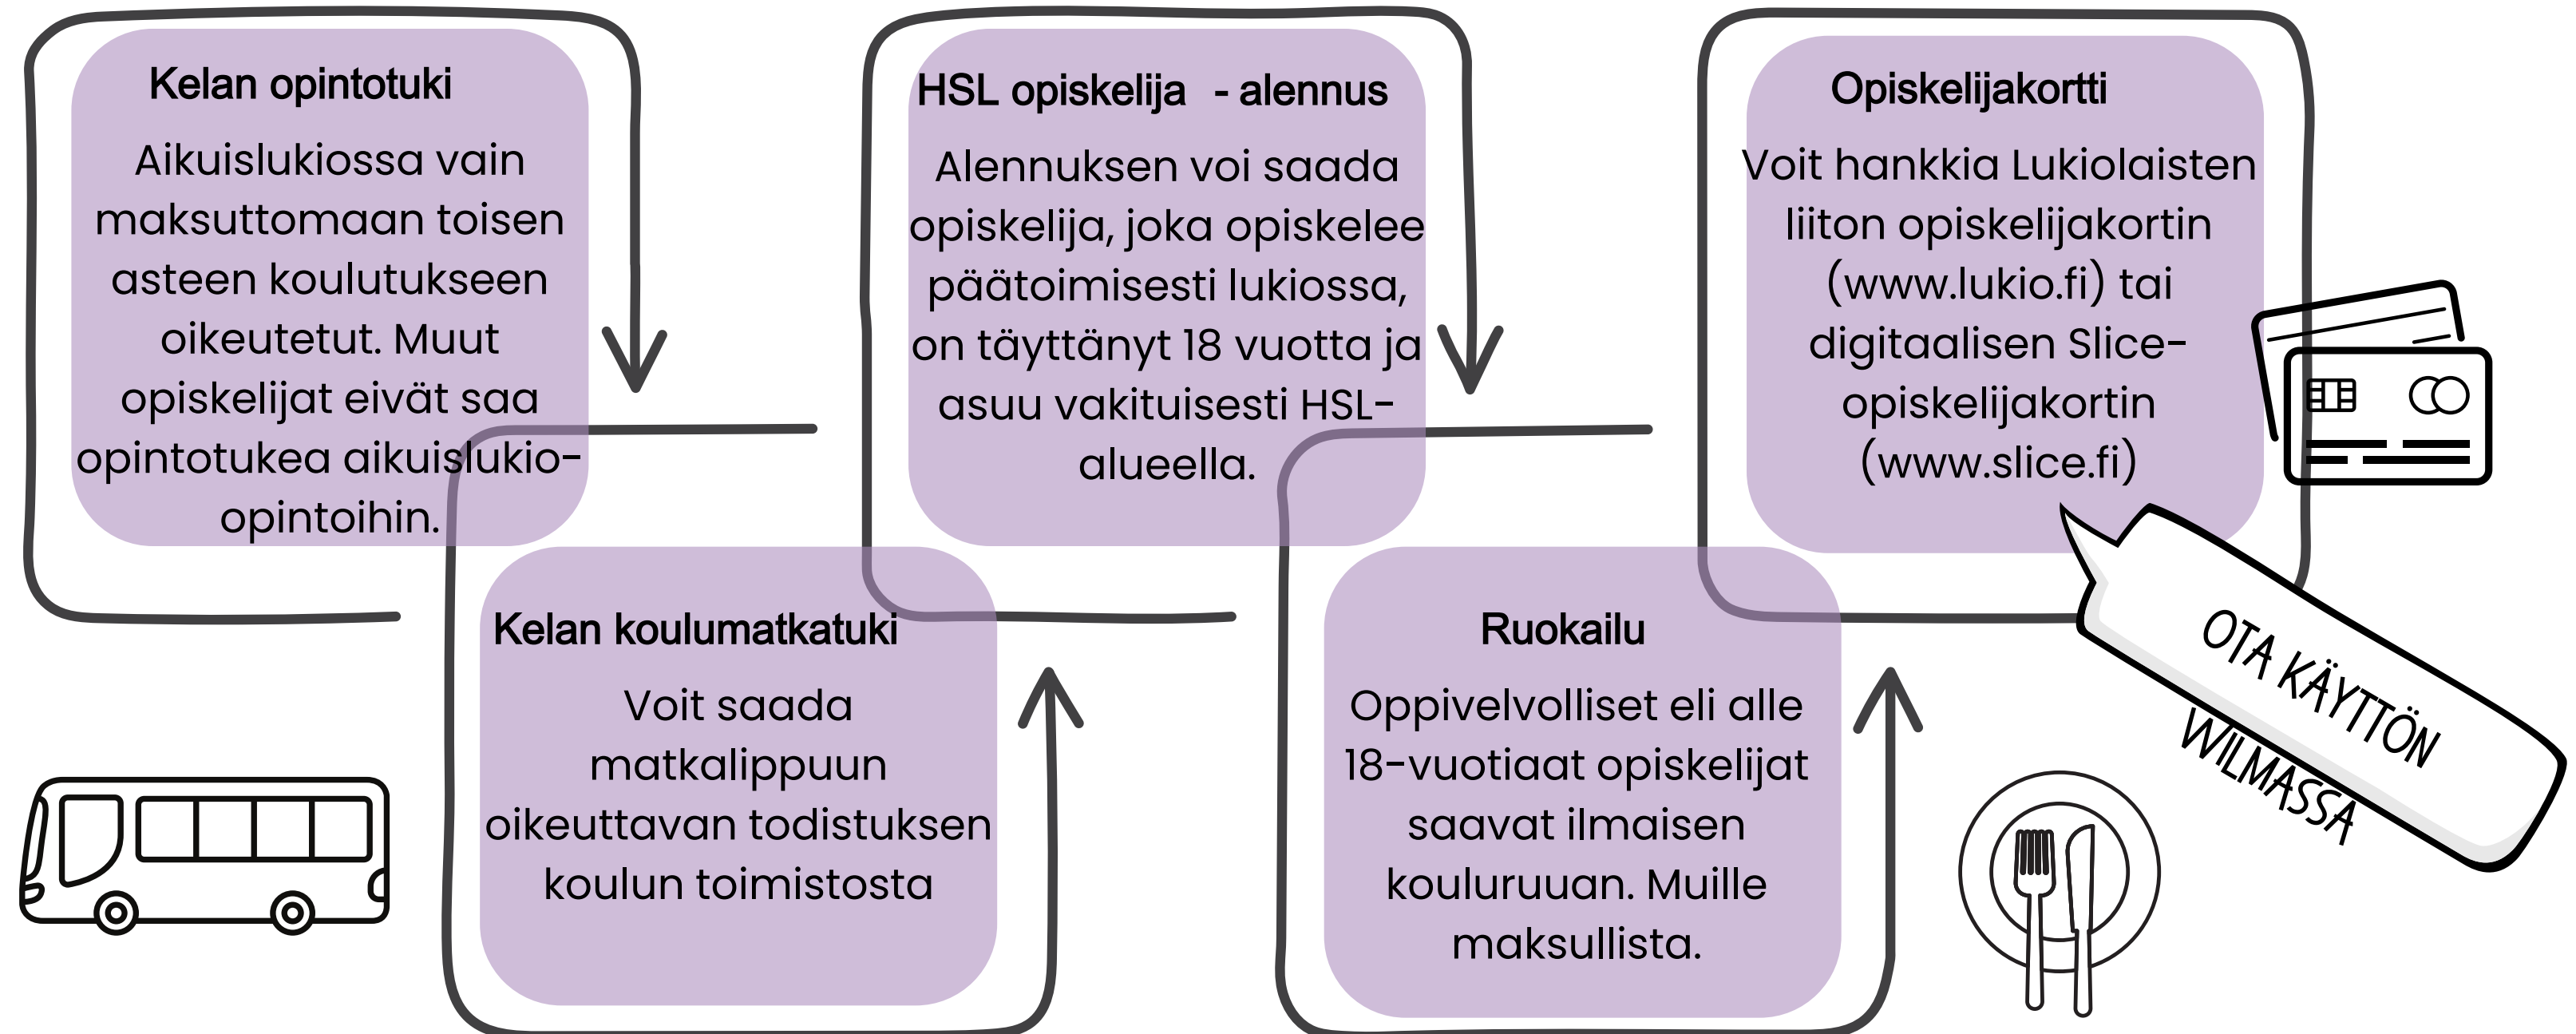 Kelan opintotuki
Aikuislukiossa vain
maksuttomaan toisen
asteen koulutukseen
oikeutetut. Muut
opiskelijat eivät saa
opintotukea aikuislukio-
opintoihin.
Kelan koulumatkatuki
Voit saada
matkalippuun
oikeuttavan todistuksen
koulun toimistosta
HSL opiskelija - alennus
Alennuksen voi saada
opiskelija, joka opiskelee
päätoimisesti lukiossa,
on täyttänyt 18 vuotta ja
asuu vakituisesti HSL-
alueella.
Ruokailu
Oppivelvolliset eli alle
18-vuotiaat opiskelijat
saavat ilmaisen
kouluruuan. Muille
maksullista.
Opiskelijakortti
Voit hankkia Lukiolaisten
liiton opiskelijakortin
(www.lukio.fi) tai
digitaalisen Slice-
opiskelijakortin
(www.slice.fi)
OTA KÄYTTÖN
WILMASSA